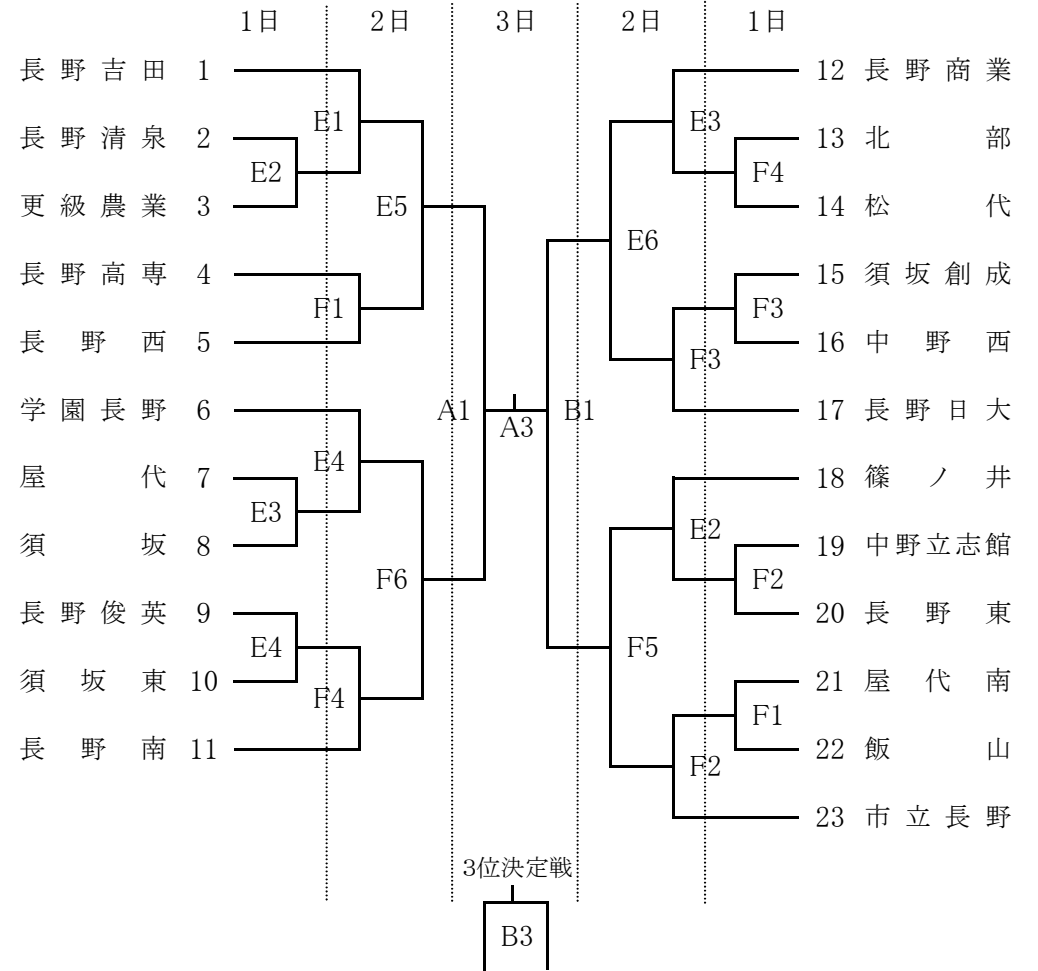 1日 2日 3日 2日 1日
長野吉田 1 12 長野商業
E1 E3
長野清泉 2 13 北部
E2 F4
更級農業 3 E5 14 松代
E6
長野高専 4 15 須坂創成
F1 F3
長野西 5 16 中野西
F3
学園長野 6 A1 A3 B1 17 長野日大
E4
屋代 7 18 篠ノ井
E3 E2
須坂 8 19 中野立志館
F6 F2
長野俊英 9 20 長野東
E4 F5
須坂東 10 21 屋代南
F4 F1
長野南 11 22 飯山
F2
23 市立長野
3位決定戦
B3